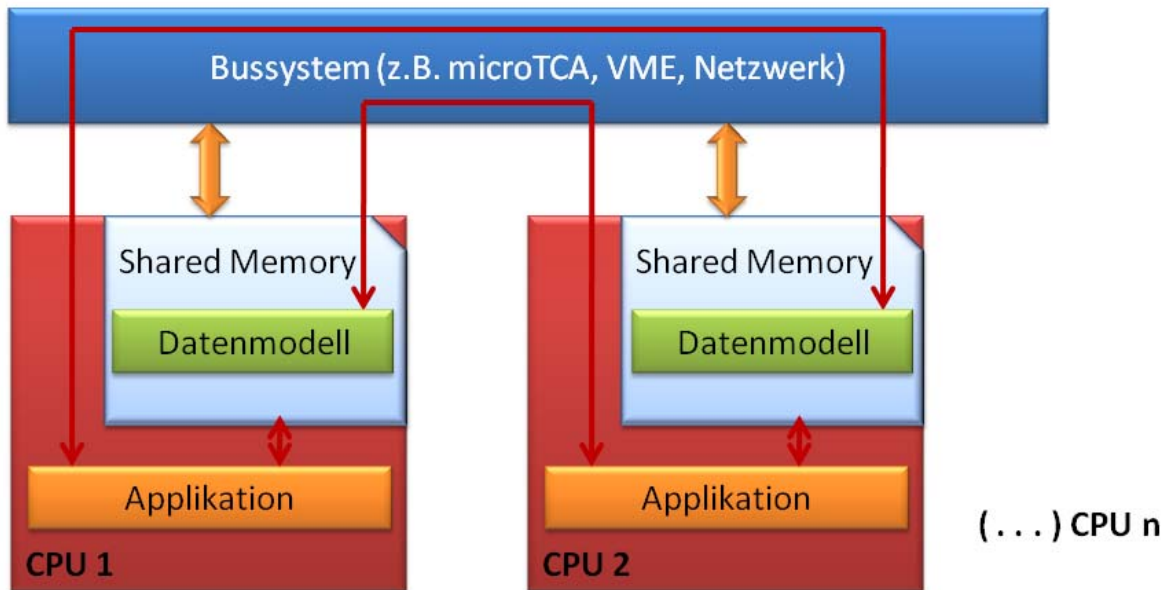 Bussystem (z.B. microTCA, VME, Netzwerk)
Shared Memory
Datenmodell
Applikation
CPU 1
Shared Memory
Datenmodell
Applikation
CPU 2
(...) CPU n